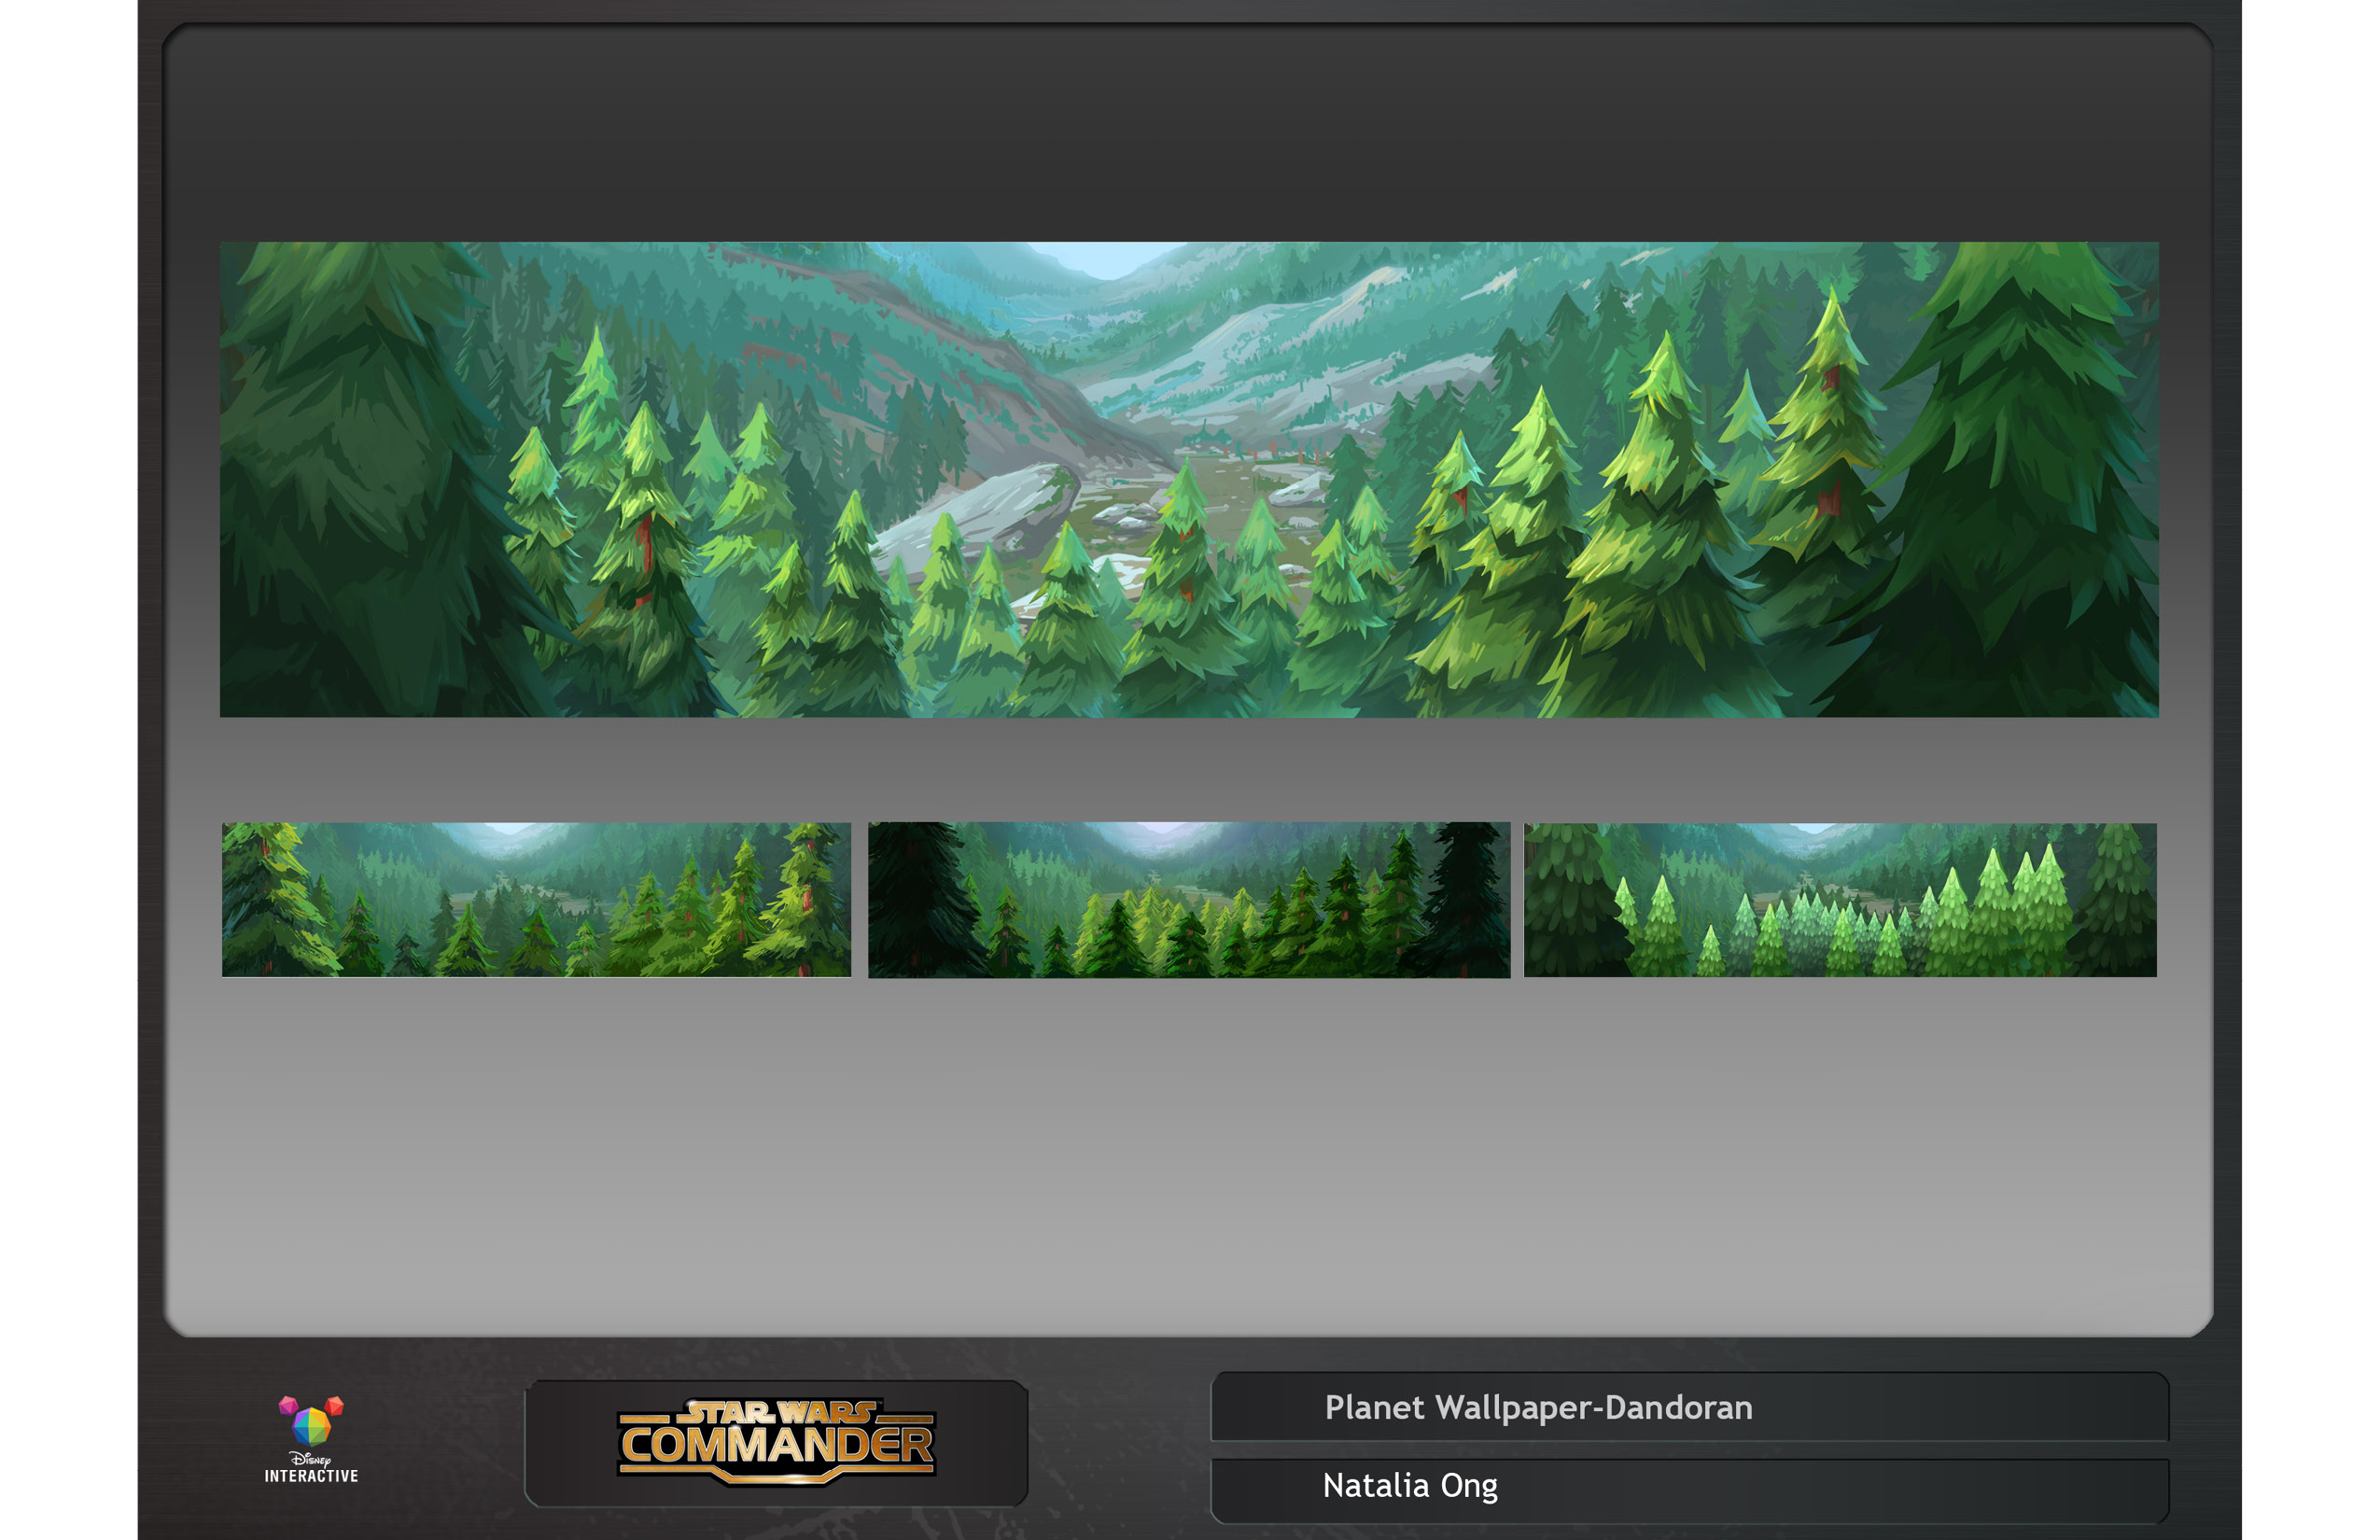 Disney
INTERACTIVE
STAR WARS
COMMANDER
Planet Wallpaper-Dandoran
Natalia Ong